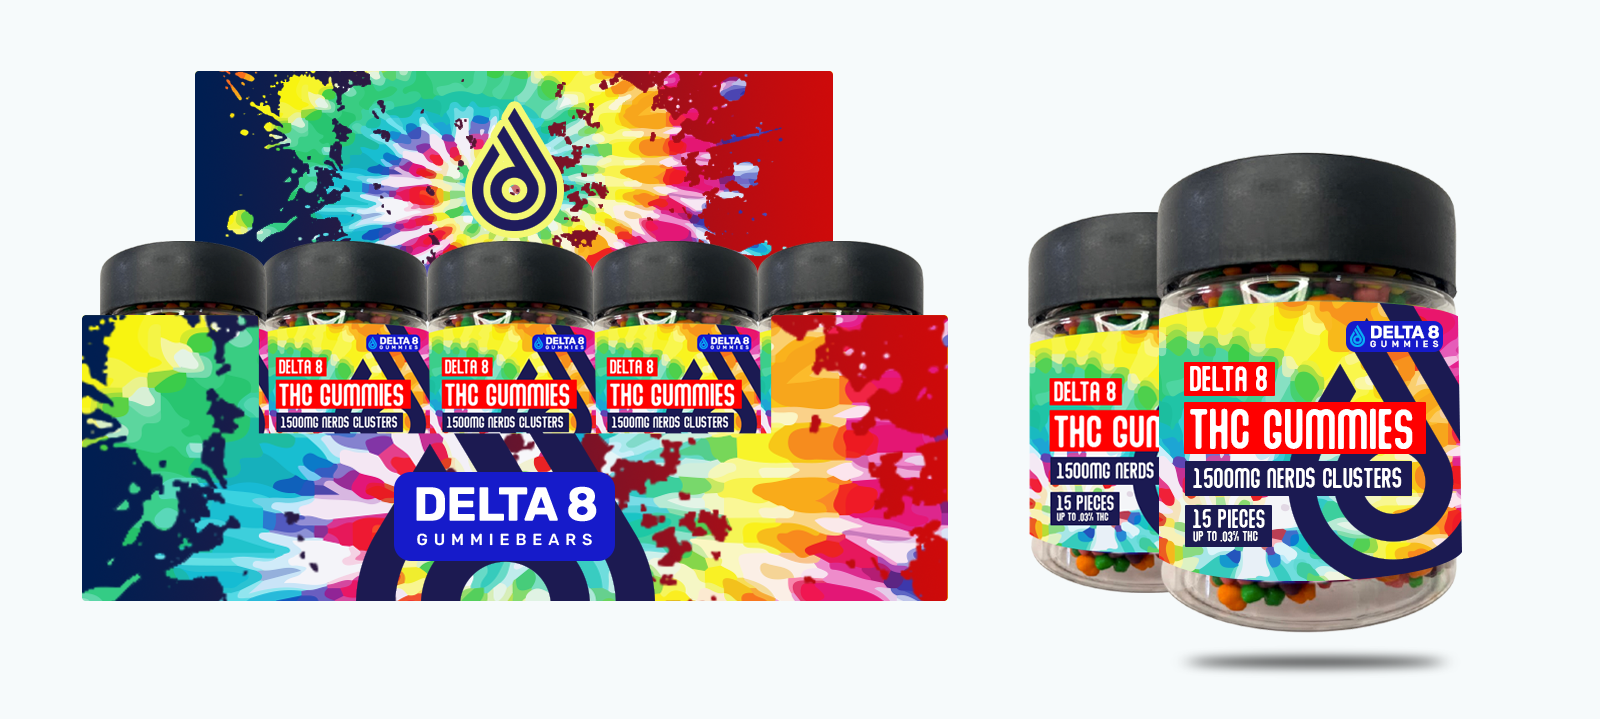 DELTA 8
GUMMIES
DELTA 8
THC GUMMIES
1500MG NERDS CLUSTERS
DELTA 8
GUMMIES
DELTA 8
THC GUMMIES
1500MG NERDS CLUSTERS
DELTA 8
GUMMIES
DELTA 8
THC GUMMIES
1500MG NERDS CLUSTERS
DELTA 8
GUMMIEBEARS
DELTA 8
THC GUM
1500MG NERDS
15 PIECES
UP TO .03% THC
DELTA 8
GUMMIES
DELTA 8
THC GUMMIES
1500MG NERDS CLUSTERS
15 PIECES
UP TO .03% THC